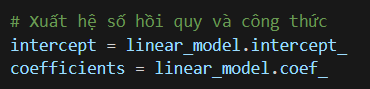 # Xuất hệ số hồi quy và công thức
intercept = linear_model.intercept_
coefficients = linear_model.coef_